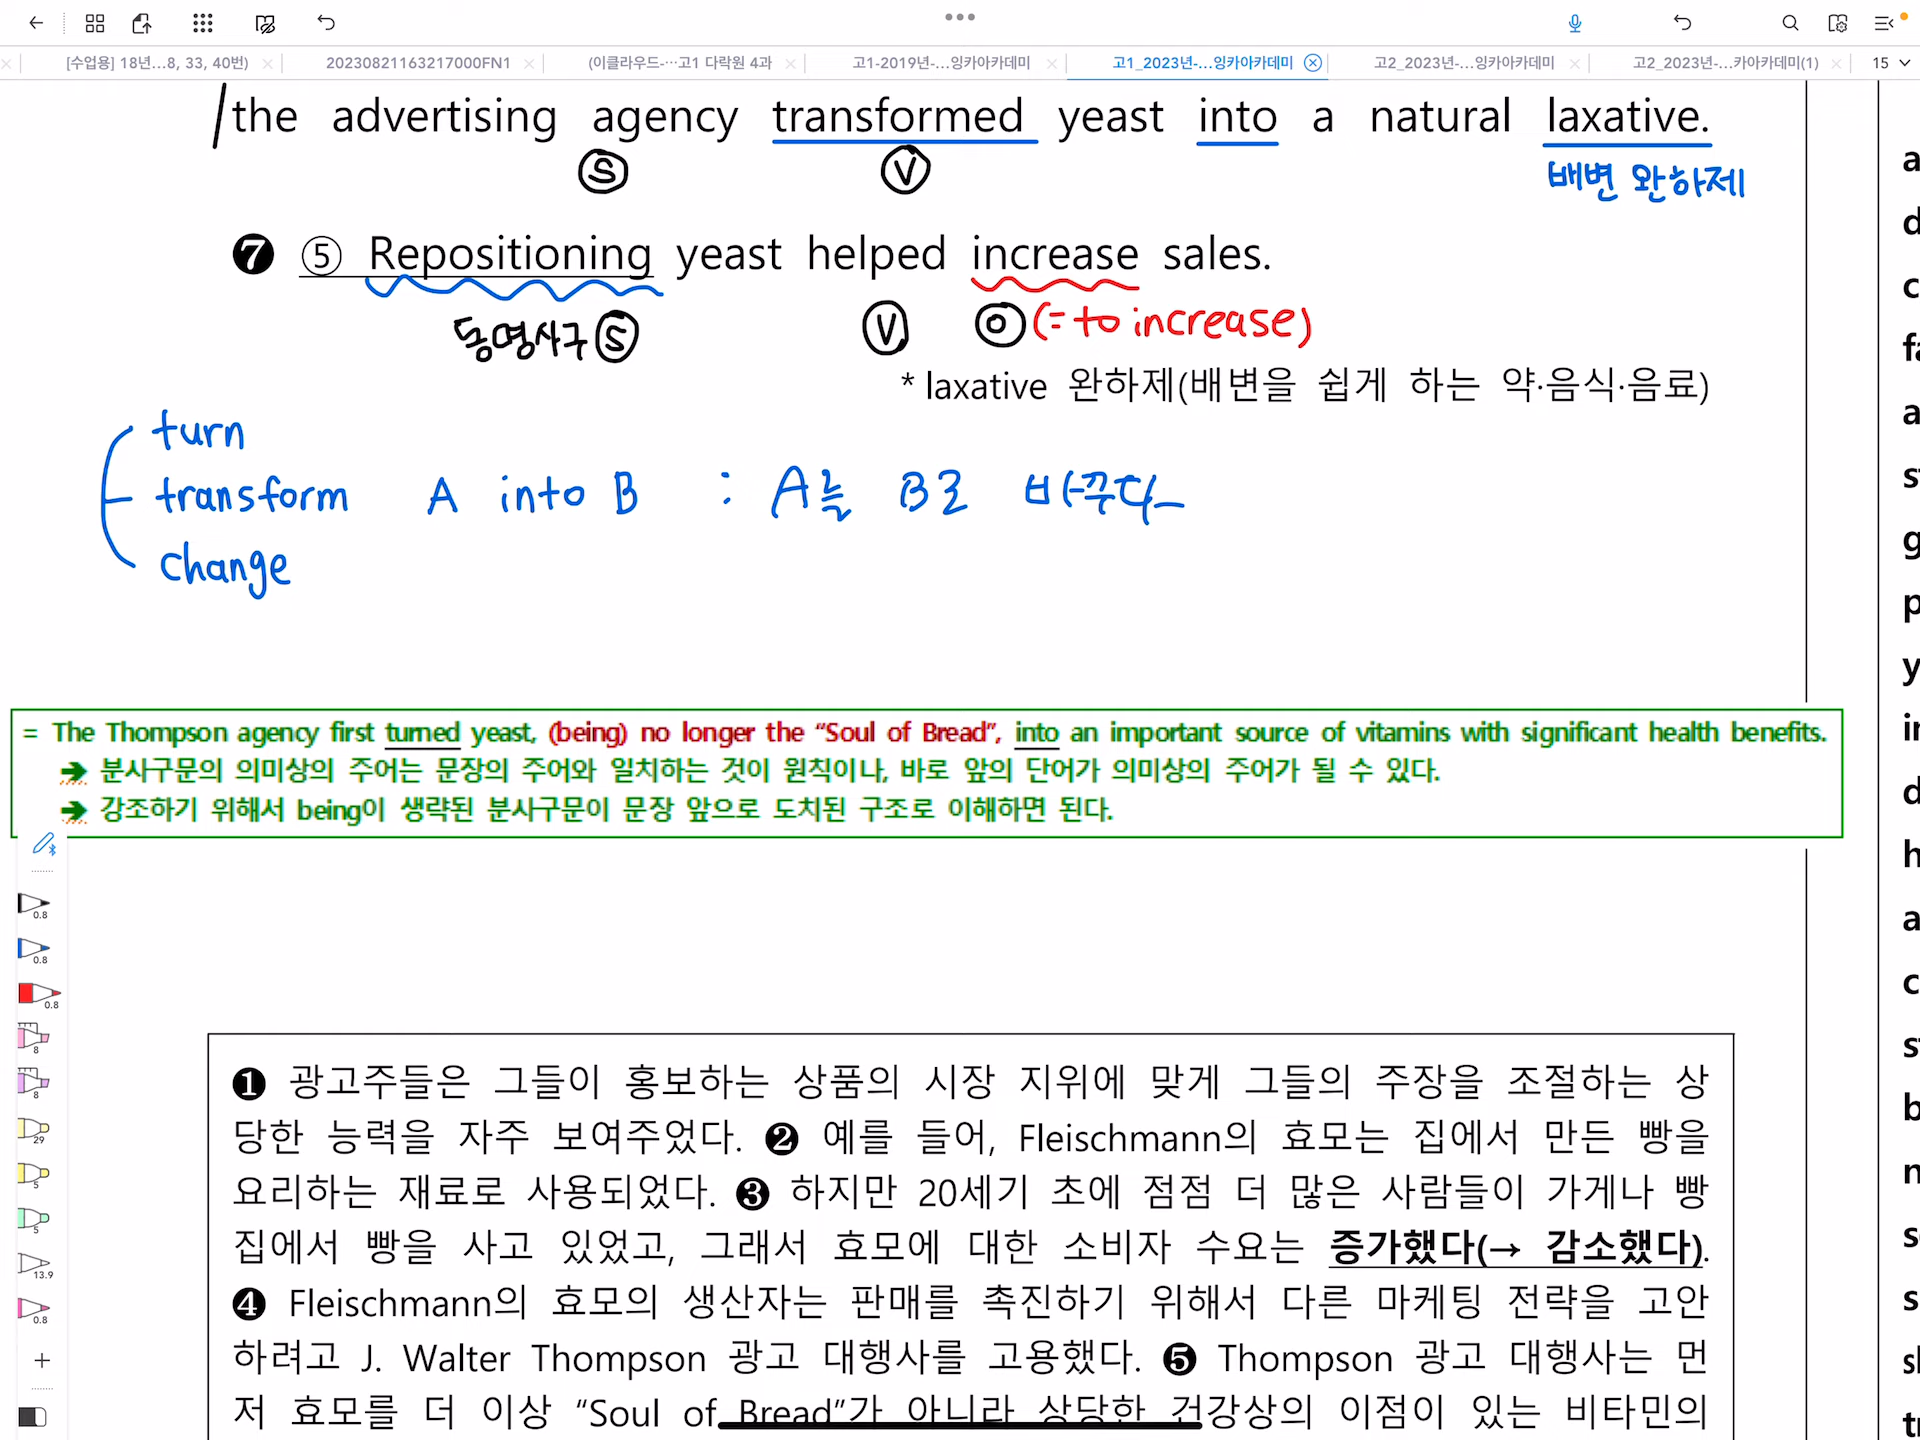 [수업용] 18년...8, 33, 40번)
20230821163217000FN1
(이클라우드-...고1 다락원 4과
고1-2019년-...잉카아카데미
고1_2023년-...잉카아카데미
고2_2023년-...잉카아카데미
고2_2023년-...카아카데미(1)
15
the advertising agency transformed yeast into a natural laxative.
S V 배변 완하제
❼ ⑤ Repositioning yeast helped increase sales.
동명사구 S V O (= to increase)
* laxative 완하제(배변을 쉽게 하는 약·음식·음료)
turn
transform A into B : A를 B로 바꾸다
change
= The Thompson agency first turned yeast, (being) no longer the “Soul of Bread”, into an important source of vitamins with significant health benefits.
➔ 분사구문의 의미상의 주어는 문장의 주어와 일치하는 것이 원칙이나, 바로 앞의 단어가 의미상의 주어가 될 수 있다.
➔ 강조하기 위해서 being이 생략된 분사구문이 문장 앞으로 도치된 구조로 이해하면 된다.
0.8
0.8
0.8
8
8
29
5
5
13.9
0.8
❶ 광고주들은 그들이 홍보하는 상품의 시장 지위에 맞게 그들의 주장을 조절하는 상
당한 능력을 자주 보여주었다. ❷ 예를 들어, Fleischmann의 효모는 집에서 만든 빵을
요리하는 재료로 사용되었다. ❸ 하지만 20세기 초에 점점 더 많은 사람들이 가게나 빵
집에서 빵을 사고 있었고, 그래서 효모에 대한 소비자 수요는 증가했다(→ 감소했다).
❹ Fleischmann의 효모의 생산자는 판매를 촉진하기 위해서 다른 마케팅 전략을 고안
하려고 J. Walter Thompson 광고 대행사를 고용했다. ❺ Thompson 광고 대행사는 먼
저 효모를 더 이상 “Soul of Bread”가 아니라 상당한 건강상의 이점이 있는 비타민의